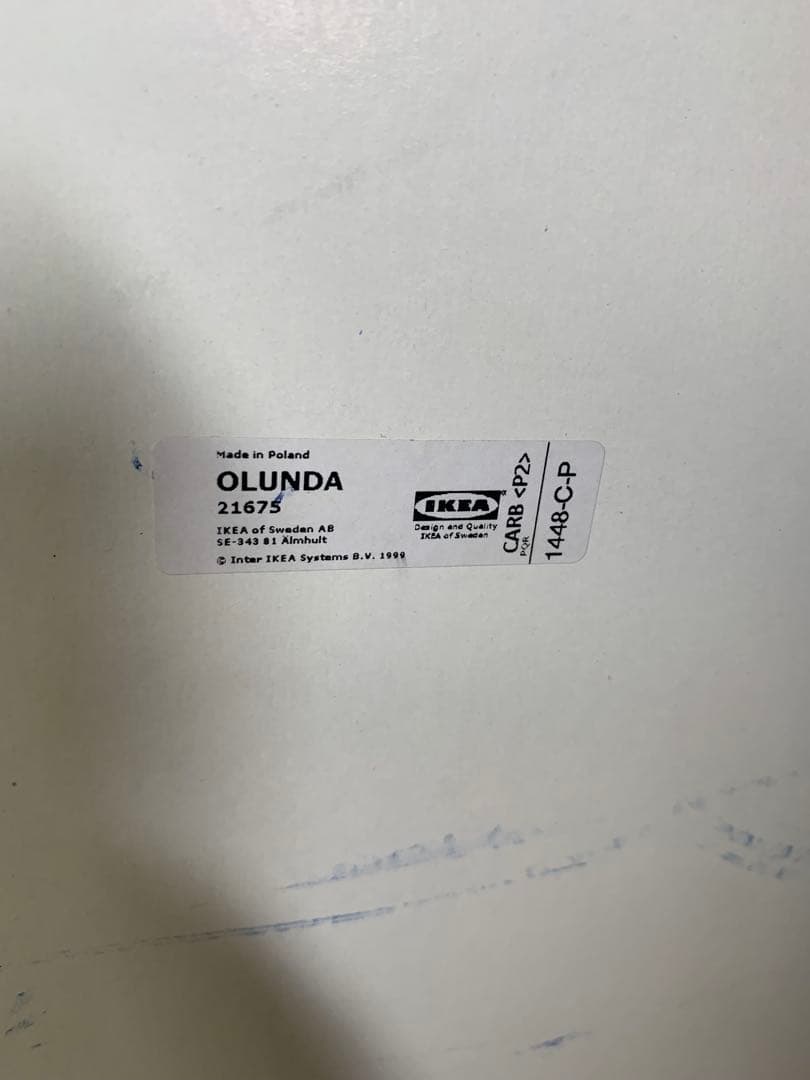 Made in Poland
OLUNDA
21675
IKEA of Sweden AB
SE-343 81 Älmhult
© Inter IKEA Systems B.V. 1999
IKEA®
Design and Quality
IKEA of Sweden
CARB <P2>
PQR
1448-C-P